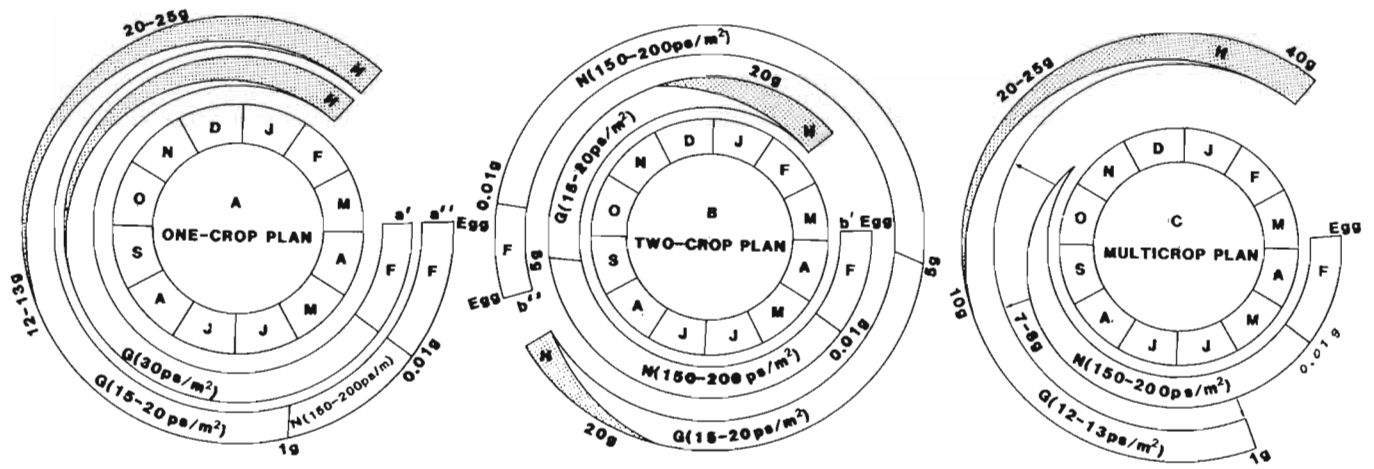 20-25g
H
H
D
J
F
M
A
M
J
J
A
S
O
N
A
ONE-CROP PLAN
a'
a''
Egg
F
F
0.01g
12-13g
G(30ps/m²)
G(15-20ps/m²)
N(150-200ps/m)
1g
N(150-200ps/m²)
20g
H
G(15-20ps/m²)
D
J
F
M
A
M
J
J
A
S
O
N
B
TWO-CROP PLAN
0.01g
F
5g
Egg
b''
b' Egg
F
5g
0.01g
N(150-200ps/m²)
G(15-20ps/m²)
H
20g
20-25g
H
40g
D
J
F
M
A
M
J
J
A
S
O
N
C
MULTICROP PLAN
Egg
F
0.01g
10g
7-8g
N(150-200ps/m²)
G(12-13ps/m²)
1g